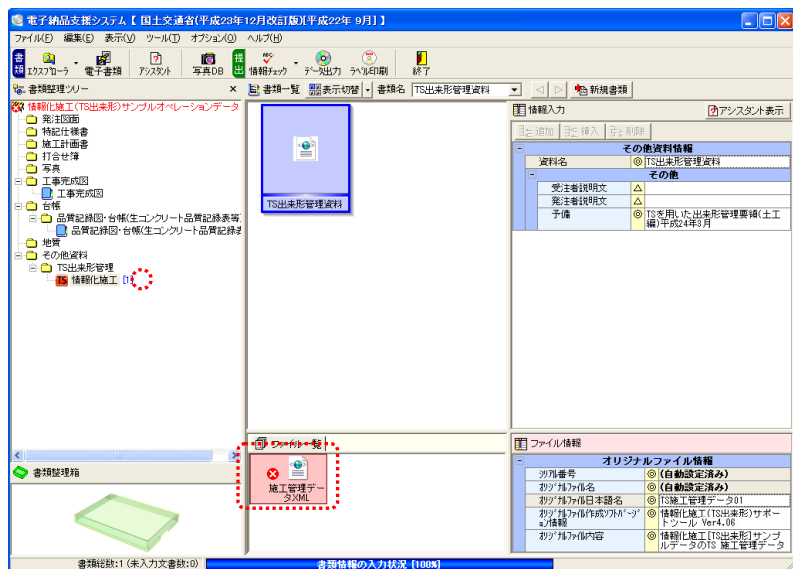 電子納品支援システム【 国土交通省(平成23年12月改訂版)[平成22年 9月] 】
ファイル(F) 編集(E) 表示(V) ツール(T) オプション(O) ヘルプ(H)
書類 エクスプローラ 電子書類 アシスタント 写真DB 提出 情報チェック データ出力 ラベル印刷 終了
書類整理ツリー ×
情報化施工(TS出来形)サンプルオペレーションデータ
発注図面
特記仕様書
施工計画書
打合せ簿
写真
工事完成図
工事完成図
台帳
品質記録図・台帳(生コンクリート品質記録表等)
品質記録図・台帳(生コンクリート品質記録表
地質
その他資料
TS出来形管理
TS 情報化施工 [1]
書類整理箱
書類一覧 表示切替 書類名 TS出来形管理資料 新規書類
TS出来形管理資料
ファイル一覧
施工管理デー
タXML
情報入力 アシスタント表示
追加 挿入 削除
その他資料情報
資料名 ◎ TS出来形管理資料
その他
受注者説明文 △
発注者説明文 △
予備 ◎ TSを用いた出来形管理要領(土工
編)平成24年3月
ファイル情報
オリジナルファイル情報
シリアル番号 ◎ (自動設定済み)
オリジナルファイル名 ◎ (自動設定済み)
オリジナルファイル日本語名 ◎ TS施工管理データ01
オリジナルファイル作成ソフトバージョン情報 ◎ 情報化施工(TS出来形)サポー
トツール Ver4.06
オリジナルファイル内容 ◎ 情報化施工[TS出来形]サンプ
ルデータのTS 施工管理データ
書類総数:1 (未入力文書数:0) 書類情報の入力状況 [100%]